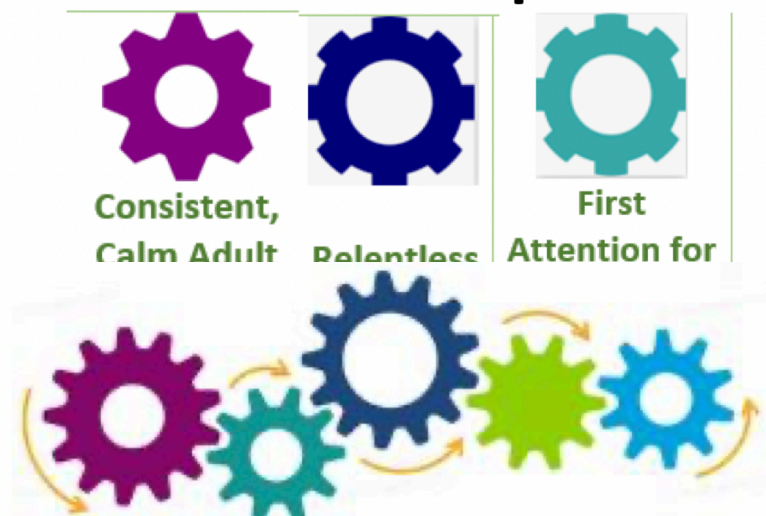 Consistent,
Calm Adult
Relentless
First
Attention for